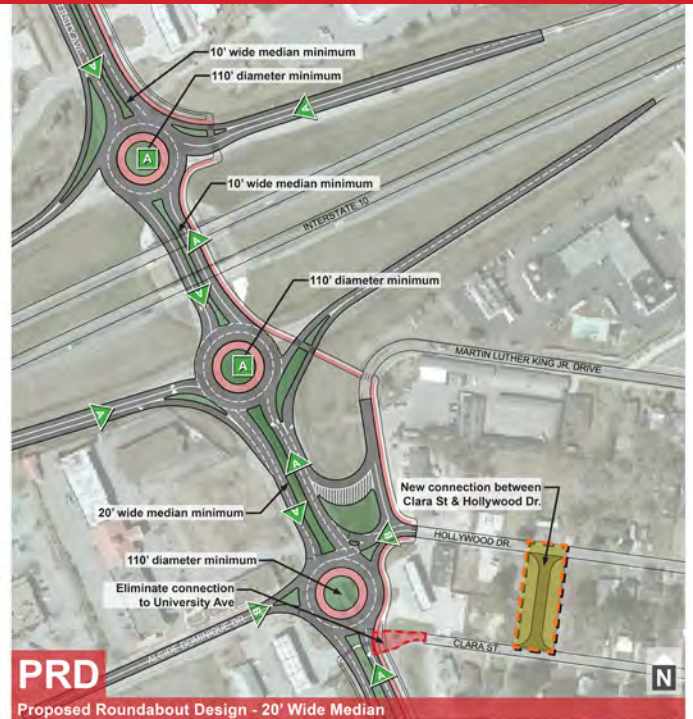 ERSITY AVE
10' wide median minimum
110' diameter minimum
A
A
A
10' wide median minimum
INTERSTATE 10
A
A
110' diameter minimum
A
MARTIN LUTHER KING JR. DRIVE
A
New connection between
Clara St & Hollywood Dr.
A
20' wide median minimum
A
B
HOLLYWOOD DR.
110' diameter minimum
Eliminate connection
to University Ave
B
ALCIDE DOMINIQUE DR.
CLARA ST.
A
PRD
N
Proposed Roundabout Design - 20' Wide Median